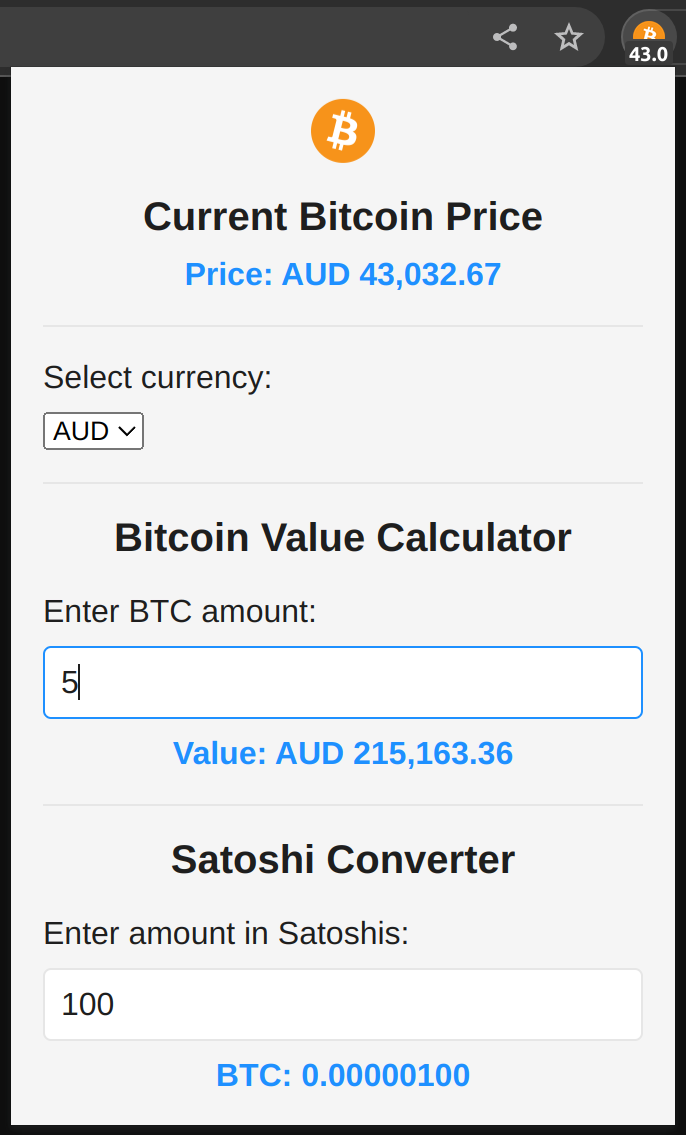 43.0
Current Bitcoin Price
Price: AUD 43,032.67
Select currency:
AUD
Bitcoin Value Calculator
Enter BTC amount:
5
Value: AUD 215,163.36
Satoshi Converter
Enter amount in Satoshis:
100
BTC: 0.00000100